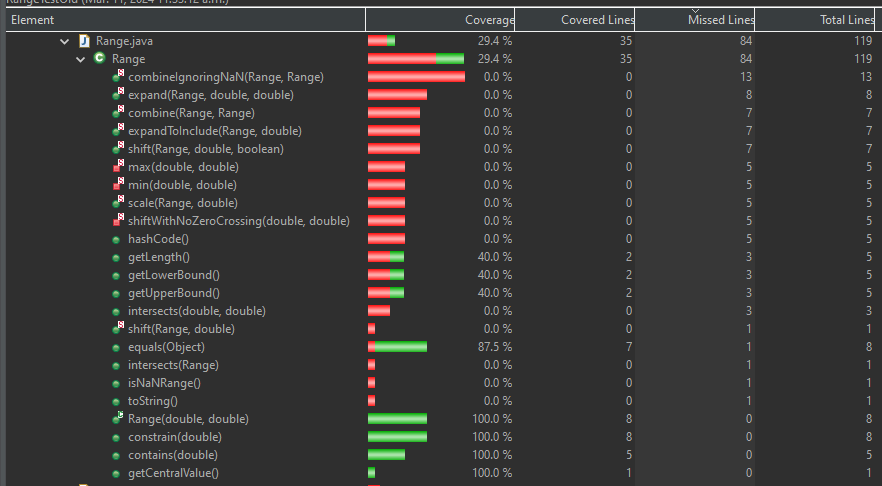 RangeTestOld (Mar. 11, 2024 11:55:12 a.m.)
Element Coverage Covered Lines Missed Lines Total Lines
Range.java 29.4 % 35 84 119
Range 29.4 % 35 84 119
combineIgnoringNaN(Range, Range) 0.0 % 0 13 13
expand(Range, double, double) 0.0 % 0 8 8
combine(Range, Range) 0.0 % 0 7 7
expandToInclude(Range, double) 0.0 % 0 7 7
shift(Range, double, boolean) 0.0 % 0 7 7
max(double, double) 0.0 % 0 5 5
min(double, double) 0.0 % 0 5 5
scale(Range, double) 0.0 % 0 5 5
shiftWithNoZeroCrossing(double, double) 0.0 % 0 5 5
hashCode() 0.0 % 0 5 5
getLength() 40.0 % 2 3 5
getLowerBound() 40.0 % 2 3 5
getUpperBound() 40.0 % 2 3 5
intersects(double, double) 0.0 % 0 3 3
shift(Range, double) 0.0 % 0 1 1
equals(Object) 87.5 % 7 1 8
intersects(Range) 0.0 % 0 1 1
isNaNRange() 0.0 % 0 1 1
toString() 0.0 % 0 1 1
Range(double, double) 100.0 % 8 0 8
constrain(double) 100.0 % 8 0 8
contains(double) 100.0 % 5 0 5
getCentralValue() 100.0 % 1 0 1